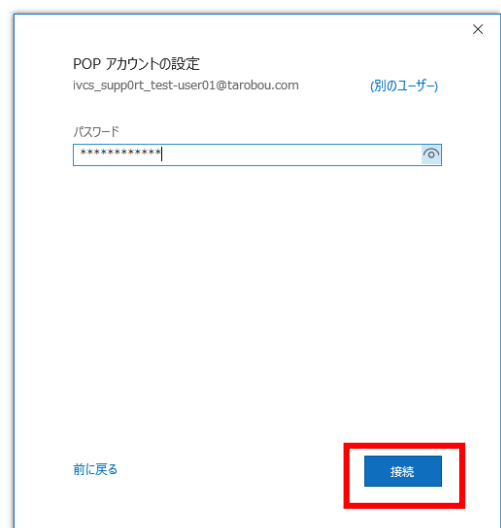 POP アカウントの設定
ivcs_supp0rt_test-user01@tarobou.com (別のユーザー)
パスワード
************
前に戻る 接続